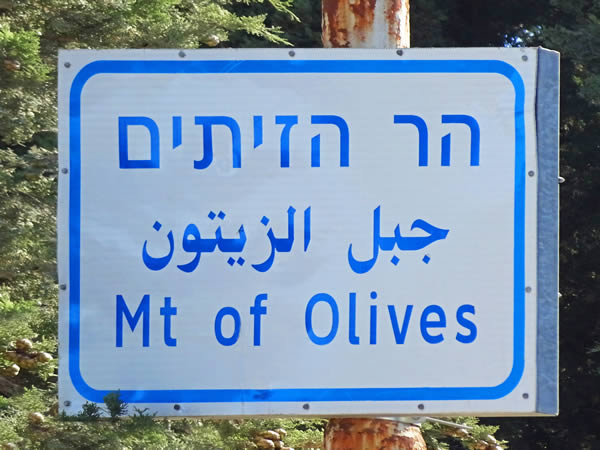 הר הזיתים
جبل الزيتون
Mt of Olives